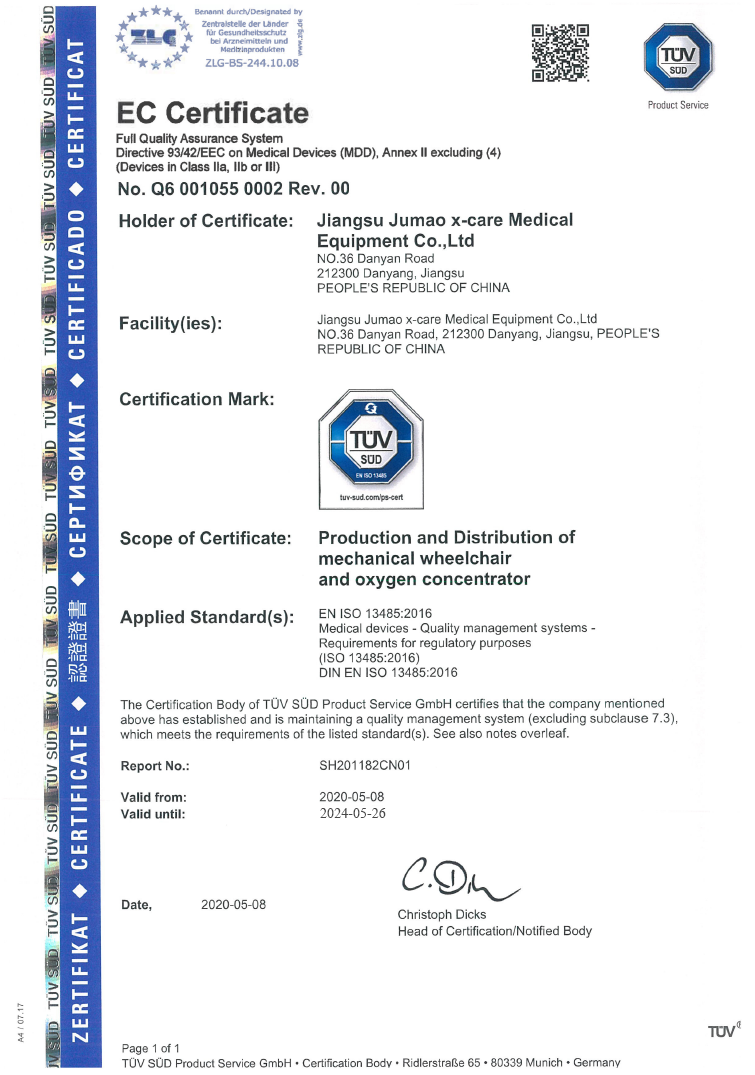 Benannt durch/Designated by
Zentralstelle der Länder
für Gesundheitsschutz
bei Arzneimitteln und
Medizinprodukten
ZLG-BS-244.10.08
www.zlg.de
ZLG
TÜV
SÜD
Product Service
EC Certificate
Full Quality Assurance System
Directive 93/42/EEC on Medical Devices (MDD), Annex II excluding (4)
(Devices in Class IIa, IIb or III)
No. Q6 001055 0002 Rev. 00
Holder of Certificate: Jiangsu Jumao x-care Medical
Equipment Co.,Ltd
NO.36 Danyan Road
212300 Danyang, Jiangsu
PEOPLE'S REPUBLIC OF CHINA
Facility(ies): Jiangsu Jumao x-care Medical Equipment Co.,Ltd
NO.36 Danyan Road, 212300 Danyang, Jiangsu, PEOPLE'S
REPUBLIC OF CHINA
Certification Mark:
Q
TÜV
SÜD
EN ISO 13485
tuv-sud.com/ps-cert
Scope of Certificate: Production and Distribution of
mechanical wheelchair
and oxygen concentrator
Applied Standard(s): EN ISO 13485:2016
Medical devices - Quality management systems -
Requirements for regulatory purposes
(ISO 13485:2016)
DIN EN ISO 13485:2016
The Certification Body of TÜV SÜD Product Service GmbH certifies that the company mentioned
above has established and is maintaining a quality management system (excluding subclause 7.3),
which meets the requirements of the listed standard(s). See also notes overleaf.
Report No.: SH201182CN01
Valid from: 2020-05-08
Valid until: 2024-05-26
Date, 2020-05-08
C. Dik
Christoph Dicks
Head of Certification/Notified Body
Page 1 of 1
TÜV SÜD Product Service GmbH • Certification Body • Ridlerstraße 65 • 80339 Munich • Germany
TÜV®
A4 / 07.17
ZERTIFIKAT ◆ CERTIFICATE ◆ 認證證書 ◆ СЕРТИФИКАТ ◆ CERTIFICADO ◆ CERTIFICAT
TÜV SÜD TÜV SÜD TÜV SÜD TÜV SÜD TÜV SÜD TÜV SÜD TÜV SÜD TÜV SÜD TÜV SÜD TÜV SÜD TÜV SÜD TÜV SÜD TÜV SÜD TÜV SÜD